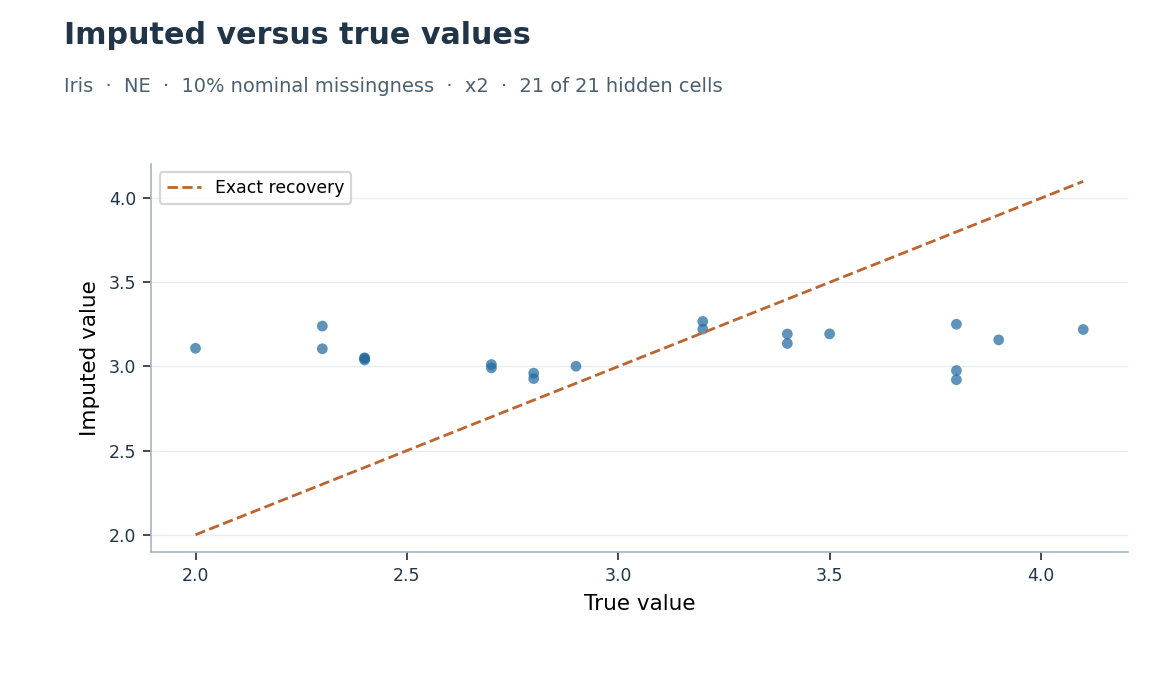 Imputed versus true values
Iris · NE · 10% nominal missingness · x2 · 21 of 21 hidden cells
Exact recovery
4.0
3.5
3.0
2.5
2.0
Imputed value
2.0 2.5 3.0 3.5 4.0
True value